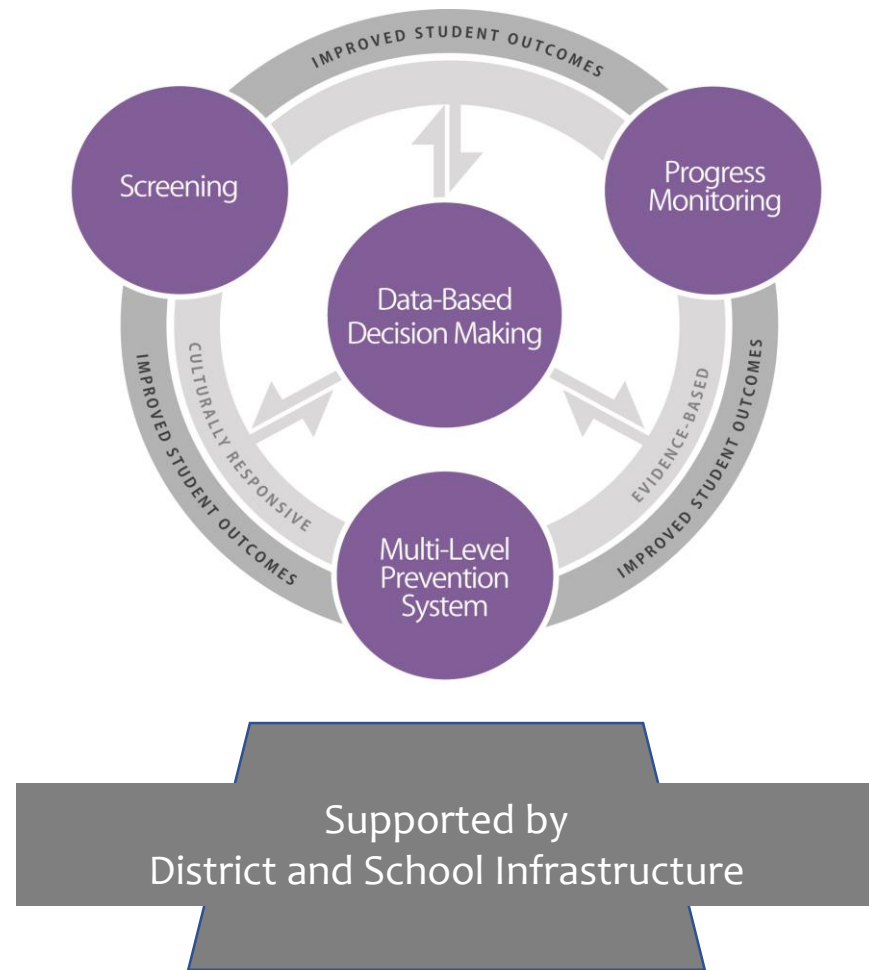 IMPROVED STUDENT OUTCOMES
Screening
Progress
Monitoring
Data-Based
Decision Making
CULTURALLY RESPONSIVE
EVIDENCE-BASED
IMPROVED STUDENT OUTCOMES
IMPROVED STUDENT OUTCOMES
Multi-Level
Prevention
System
Supported by
District and School Infrastructure